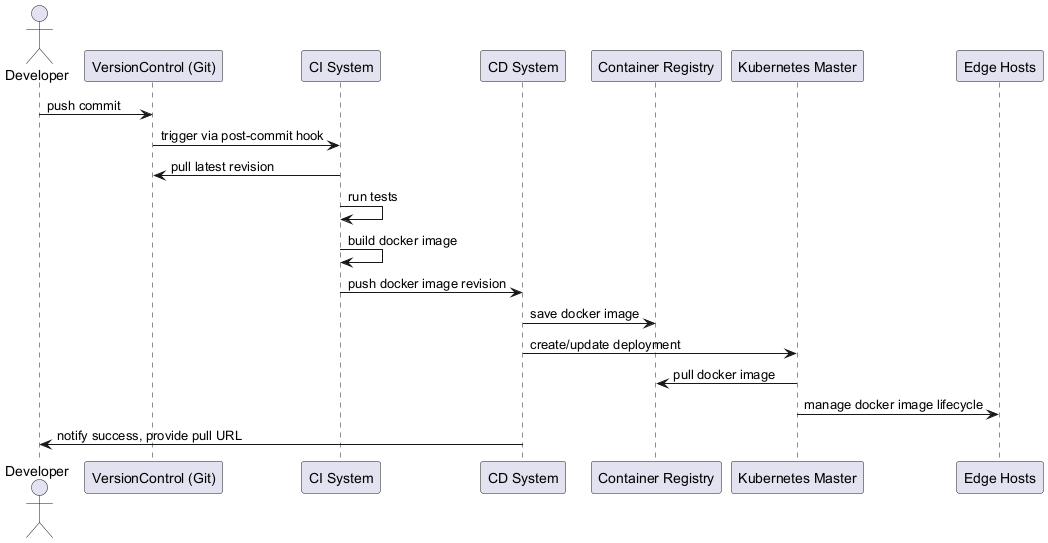 Developer
VersionControl (Git)
CI System
CD System
Container Registry
Kubernetes Master
Edge Hosts
push commit
trigger via post-commit hook
pull latest revision
run tests
build docker image
push docker image revision
save docker image
create/update deployment
pull docker image
manage docker image lifecycle
notify success, provide pull URL
Developer
VersionControl (Git)
CI System
CD System
Container Registry
Kubernetes Master
Edge Hosts